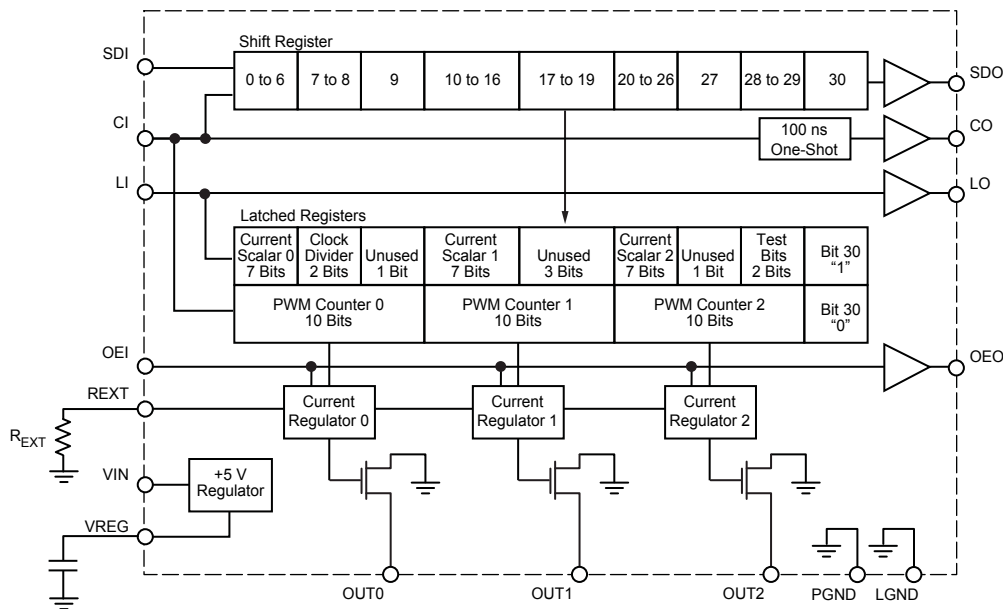 Shift Register
SDI
0 to 6
7 to 8
9
10 to 16
17 to 19
20 to 26
27
28 to 29
30
SDO
CI
100 ns
One-Shot
CO
LI
LO
Latched Registers
Current
Scalar 0
7 Bits
Clock
Divider
2 Bits
Unused
1 Bit
Current
Scalar 1
7 Bits
Unused
3 Bits
Current
Scalar 2
7 Bits
Unused
1 Bit
Test
Bits
2 Bits
Bit 30
“1”
PWM Counter 0
10 Bits
PWM Counter 1
10 Bits
PWM Counter 2
10 Bits
Bit 30
“0”
OEI
OEO
REXT
Current
Regulator 0
Current
Regulator 1
Current
Regulator 2
REXT
VIN
+5 V
Regulator
VREG
OUT0
OUT1
OUT2
PGND
LGND